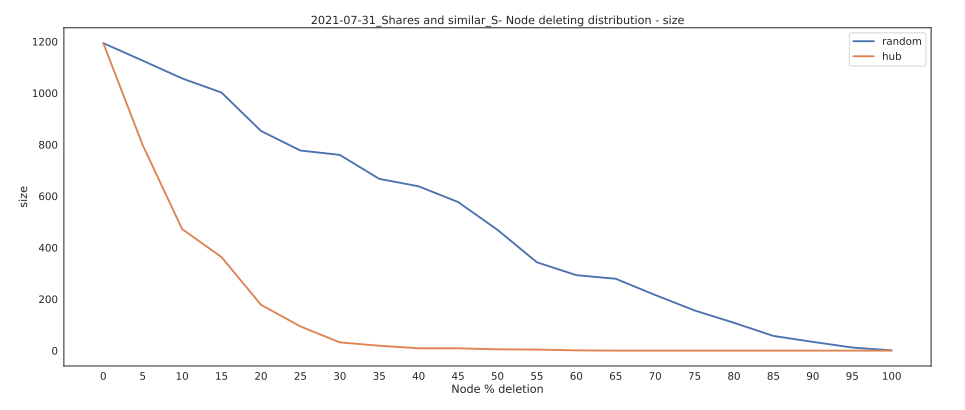 2021-07-31_Shares and similar_S- Node deleting distribution - size
random
hub
size
1200
1000
800
600
400
200
0
0 5 10 15 20 25 30 35 40 45 50 55 60 65 70 75 80 85 90 95 100
Node % deletion